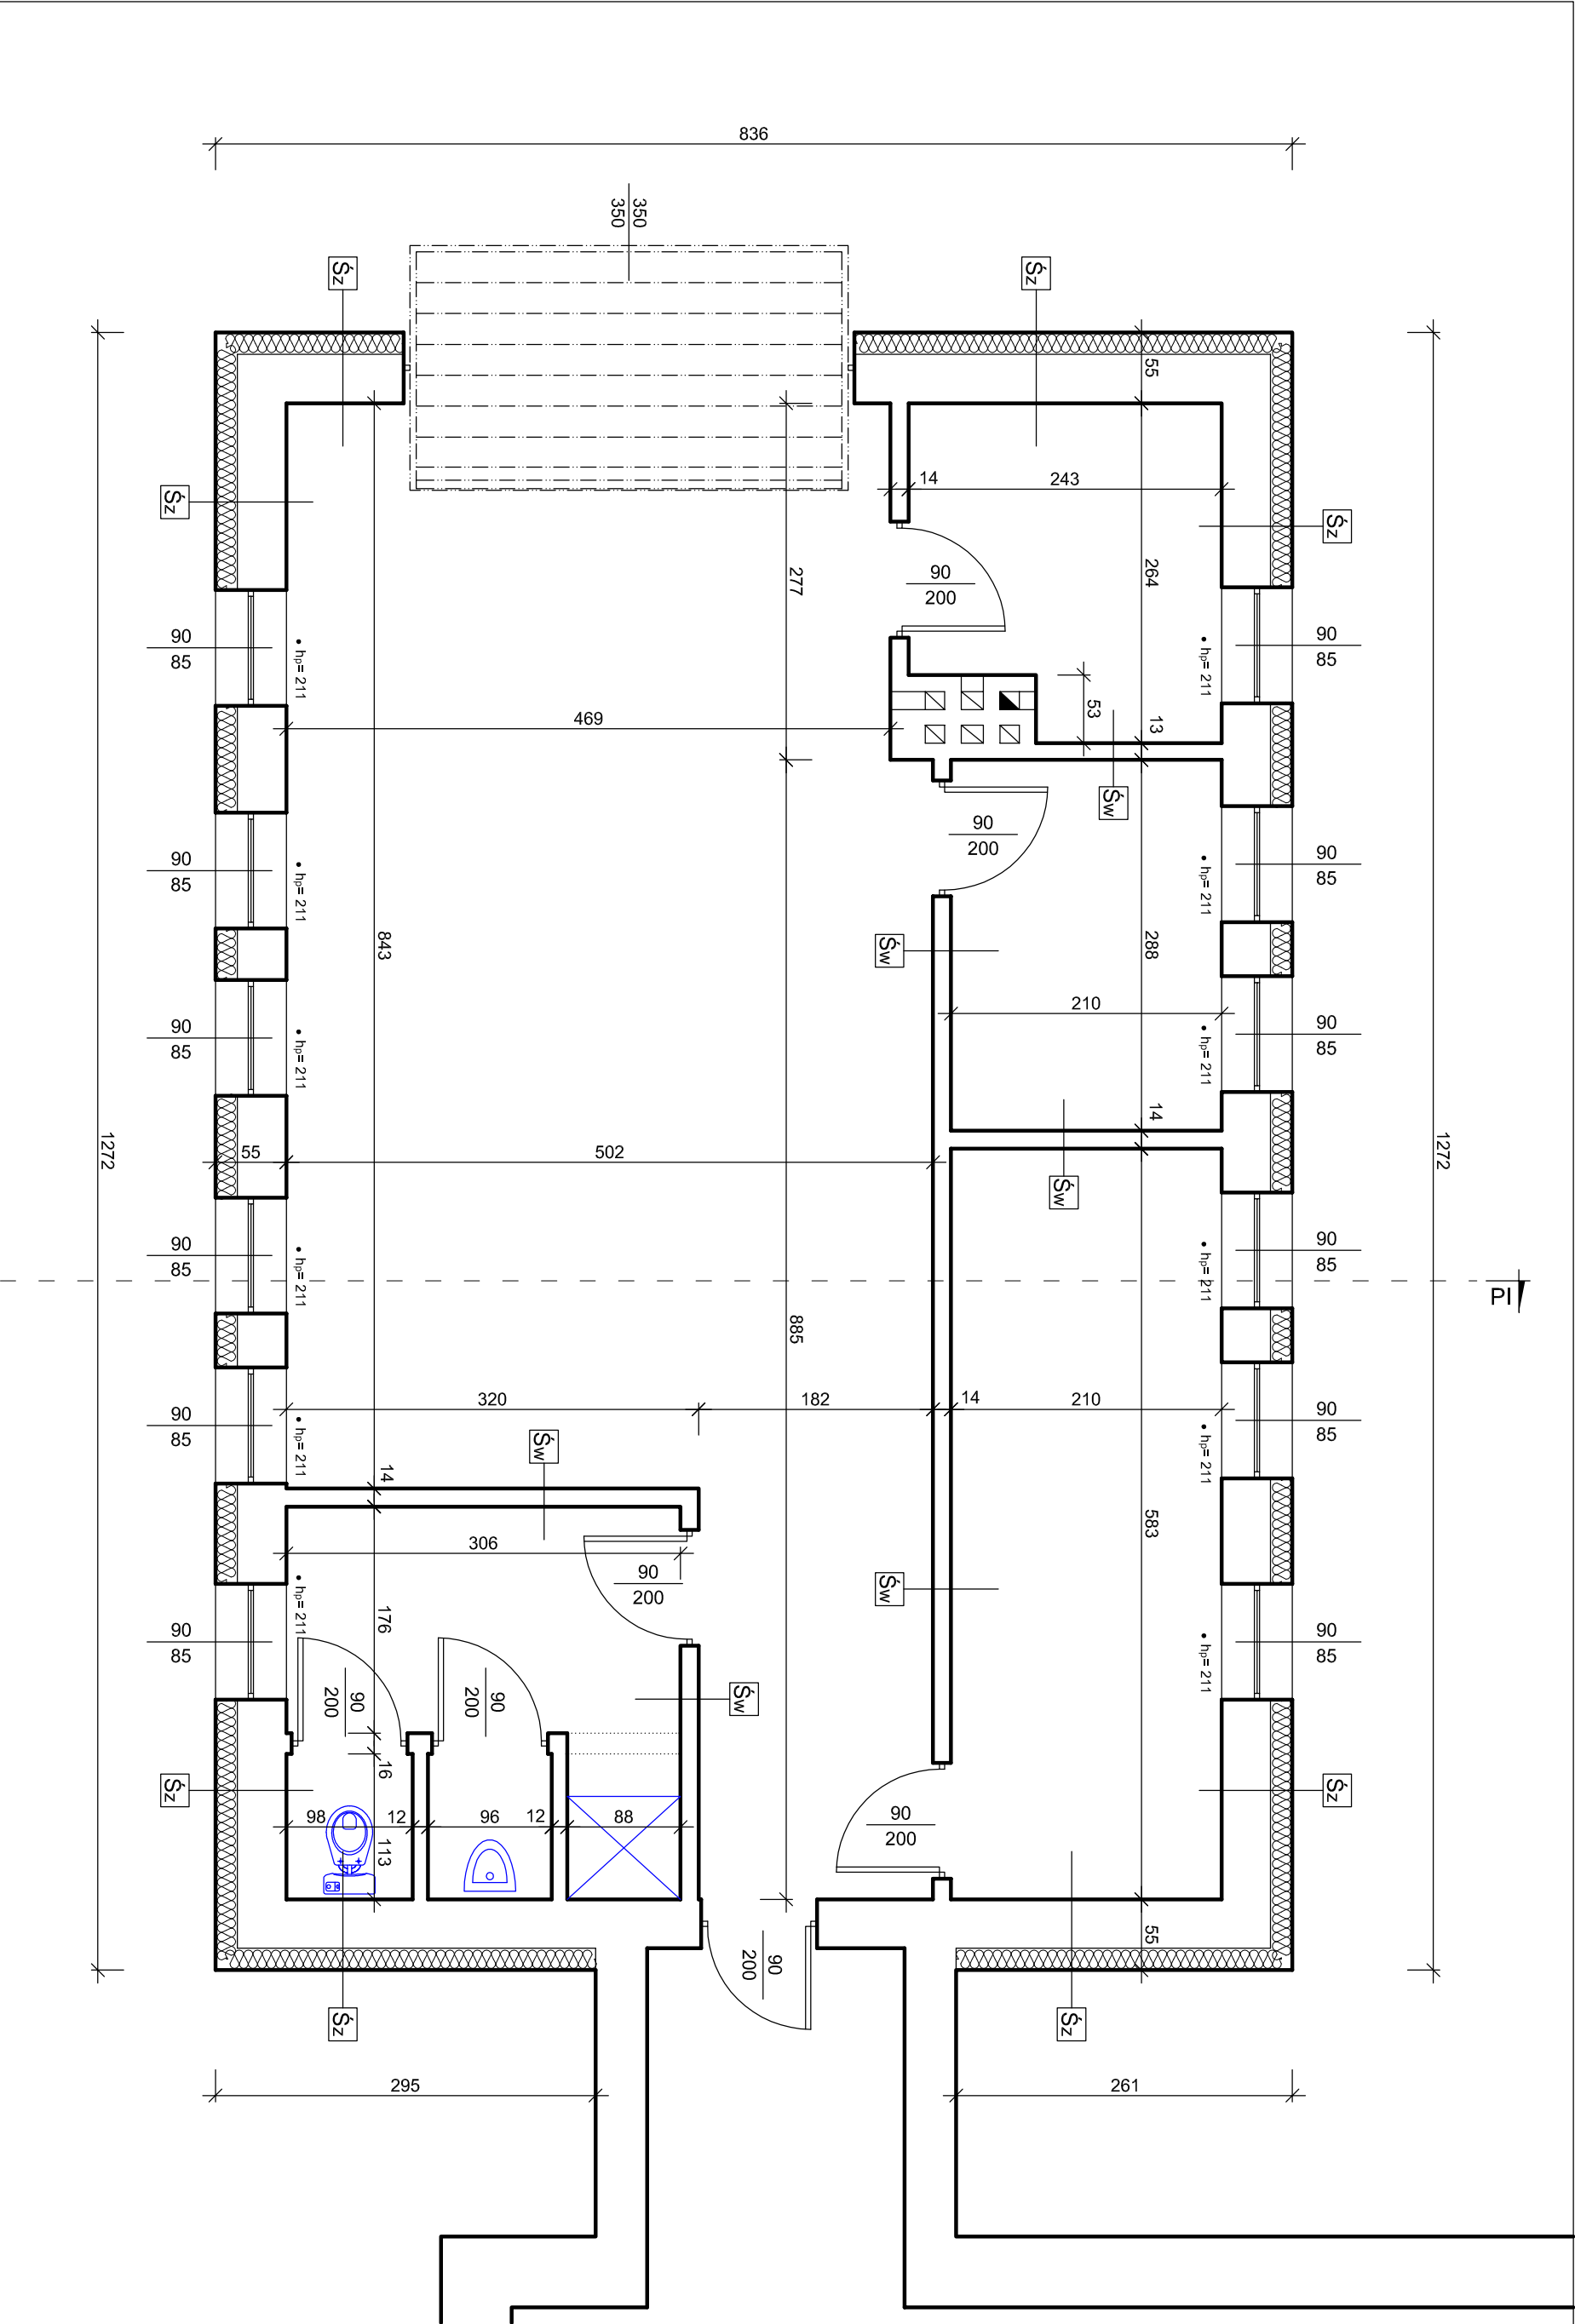 836
350
350
Śz
Śz
55
14
243
Śz
Śz
90
200
277
264
90
85
• hp= 211
90
85
• hp= 211
469
53
13
Św
90
200
90
85
• hp= 211
90
85
• hp= 211
843
Św
288
210
90
85
• hp= 211
90
85
• hp= 211
1272
1272
55
502
14
Św
90
85
• hp= 211
90
85
• hp= 211
PI
885
320
182
14
210
90
85
• hp= 211
90
85
• hp= 211
Św
14
306
583
90
200
Św
176
90
85
• hp= 211
90
85
• hp= 211
90
200
90
200
Św
16
Śz
Śz
98
12
96
12
88
113
90
200
90
200
55
Śz
Śz
295
261